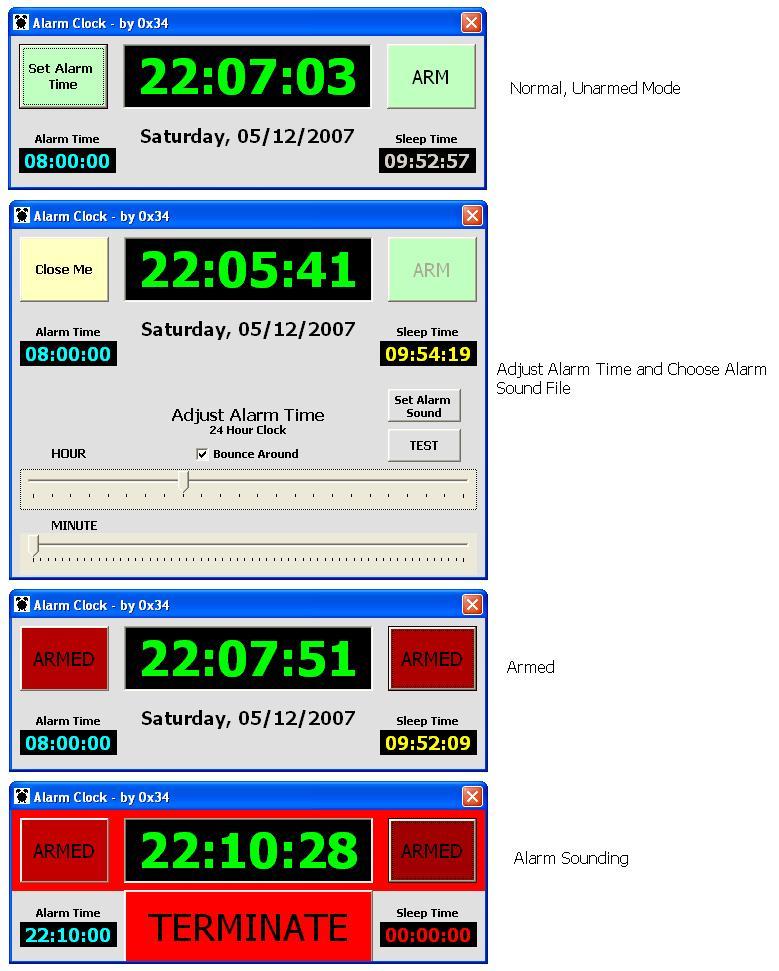 Alarm Clock - by 0x34
Set Alarm
Time
22:07:03
ARM
Normal, Unarmed Mode
Alarm Time
Saturday, 05/12/2007
Sleep Time
08:00:00
09:52:57
Alarm Clock - by 0x34
Close Me
22:05:41
ARM
Alarm Time
Saturday, 05/12/2007
Sleep Time
08:00:00
09:54:19
Adjust Alarm Time and Choose Alarm
Sound File
Set Alarm
Sound
Adjust Alarm Time
24 Hour Clock
TEST
HOUR
Bounce Around
MINUTE
Alarm Clock - by 0x34
ARMED
22:07:51
ARMED
Armed
Alarm Time
Saturday, 05/12/2007
Sleep Time
08:00:00
09:52:09
Alarm Clock - by 0x34
ARMED
22:10:28
ARMED
Alarm Sounding
Alarm Time
TERMINATE
Sleep Time
22:10:00
00:00:00